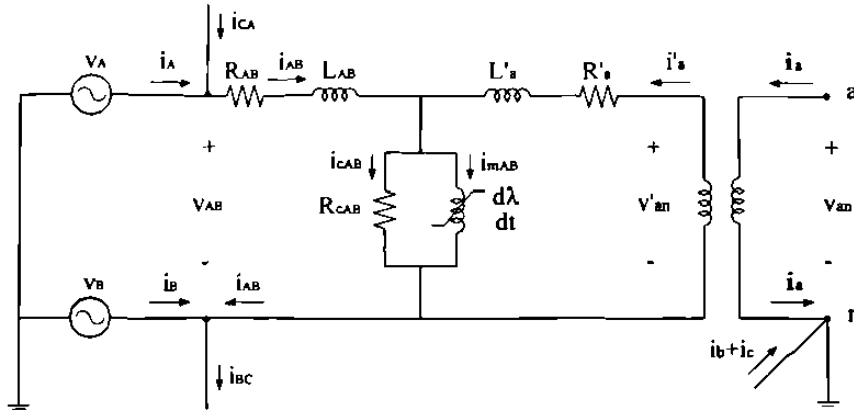 iCA
vA
iA
RAB
iAB
LAB
L'a
R'a
i'a
ia
a
+
+
+
icAB
imAB
VAB
RcAB
dλ
dt
v'an
van
-
-
-
vB
iB
iAB
ia
n
ib+ic
iBC